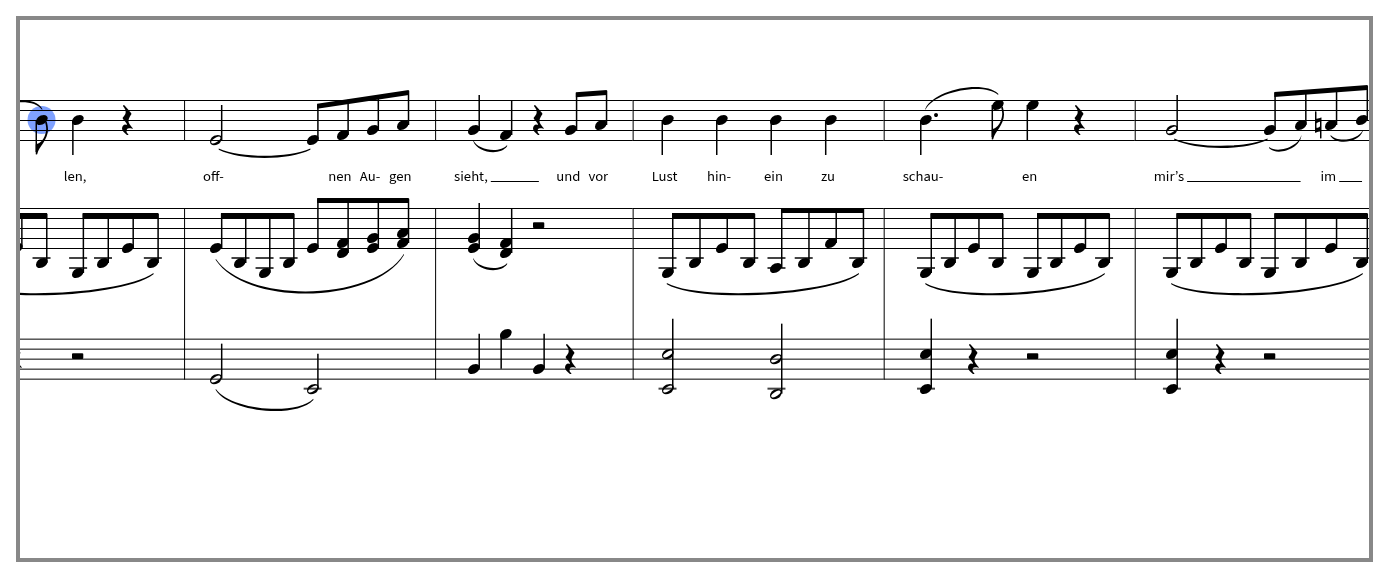 len, off- nen Au- gen sieht, und vor Lust hin- ein zu schau- en mir's im